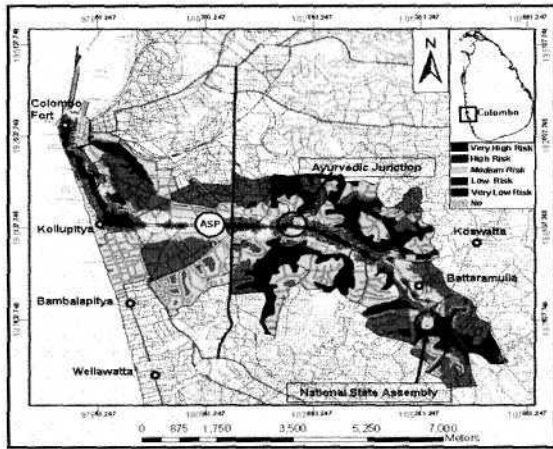 N
Colombo
Very High Risk
High Risk
Medium Risk
Low Risk
Very Low Risk
No
Colombo
Fort
Ayurvedic Junction
Kollupitya
ASP
Koswatta
Battaramulla
Bambalapitya
Wellawatta
National State Assembly
0 875 1,750 3,500 5,250 7,000
Meters